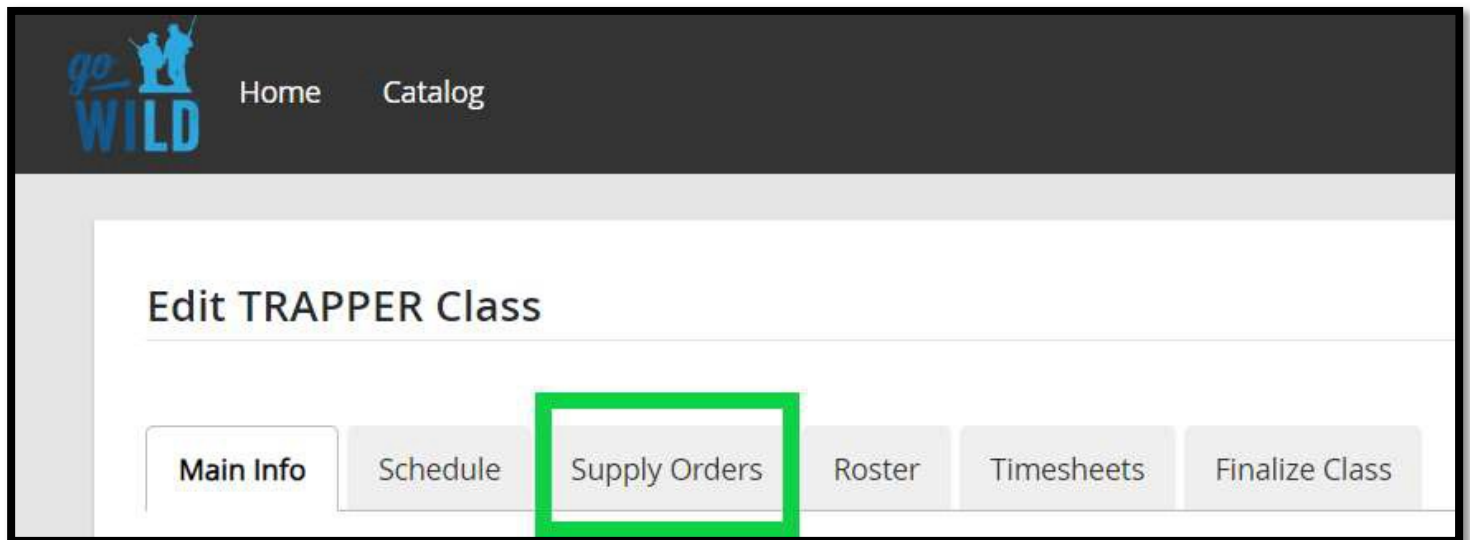 go
WILD
Home Catalog
Edit TRAPPER Class
Main Info Schedule Supply Orders Roster Timesheets Finalize Class